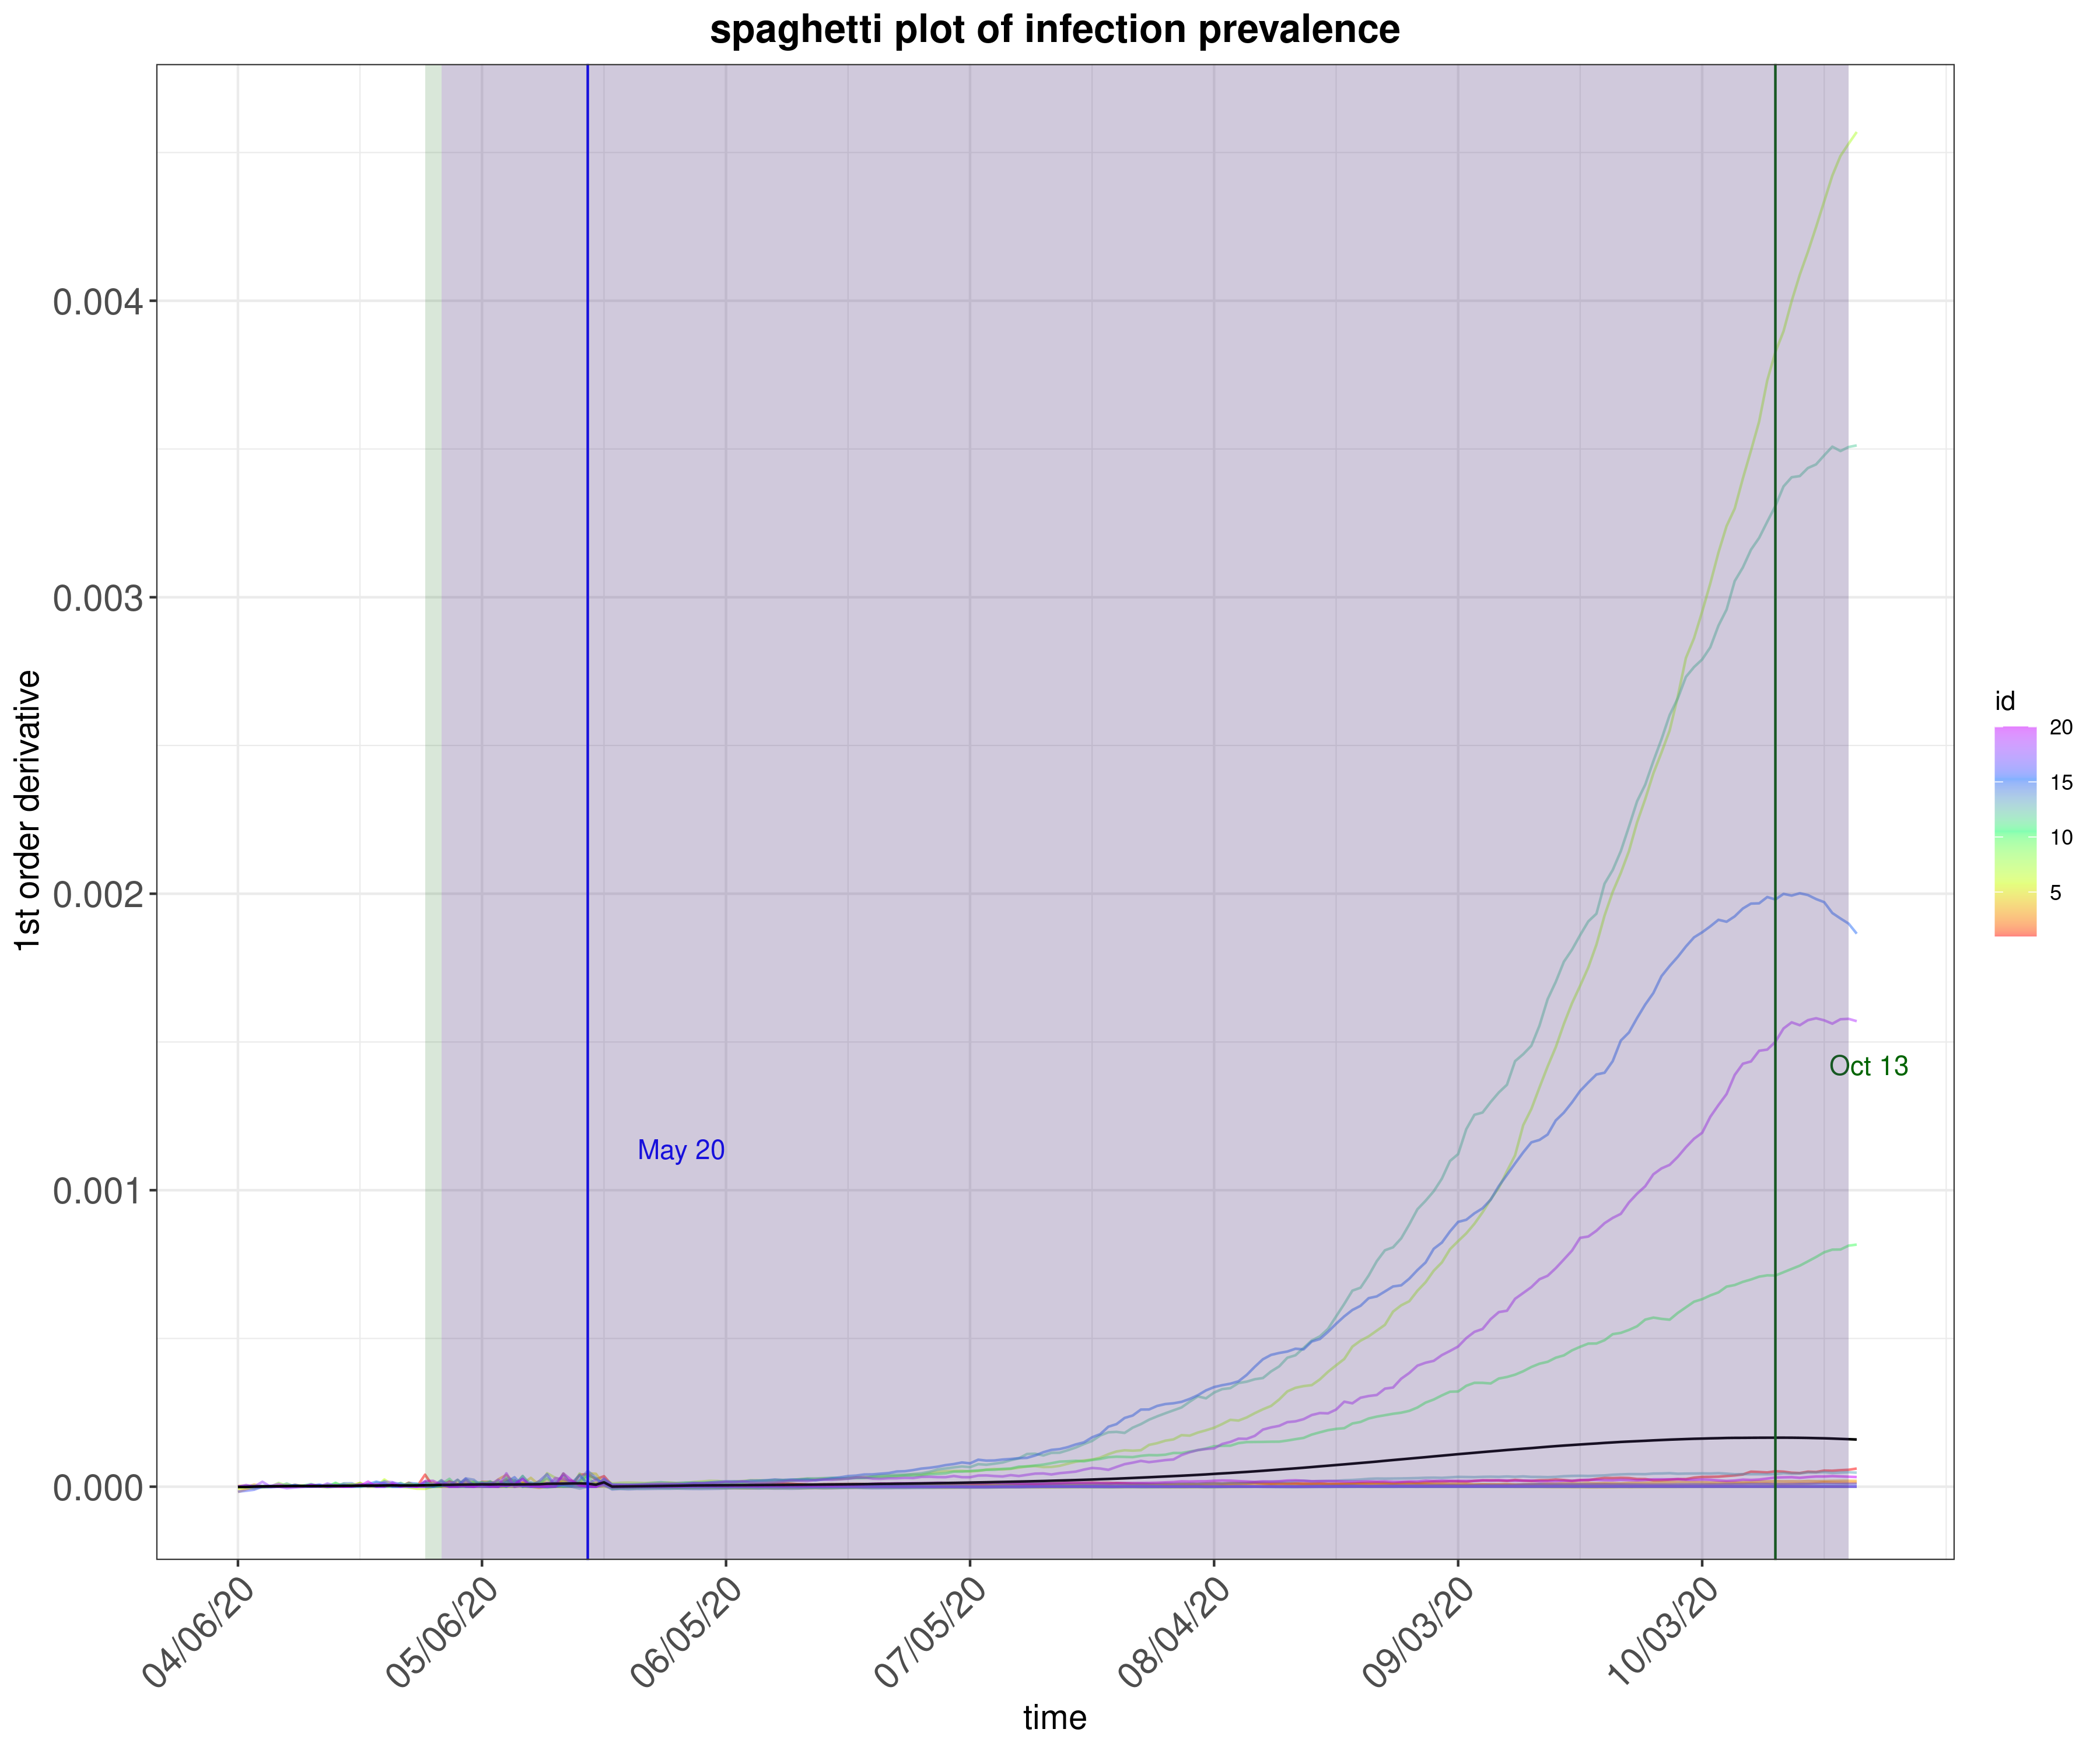 spaghetti plot of infection prevalence
1st order derivative
0.004
0.003
0.002
0.001
0.000
May 20
Oct 13
04/06/20
05/06/20
06/05/20
07/05/20
08/04/20
09/03/20
10/03/20
time
id
20
15
10
5